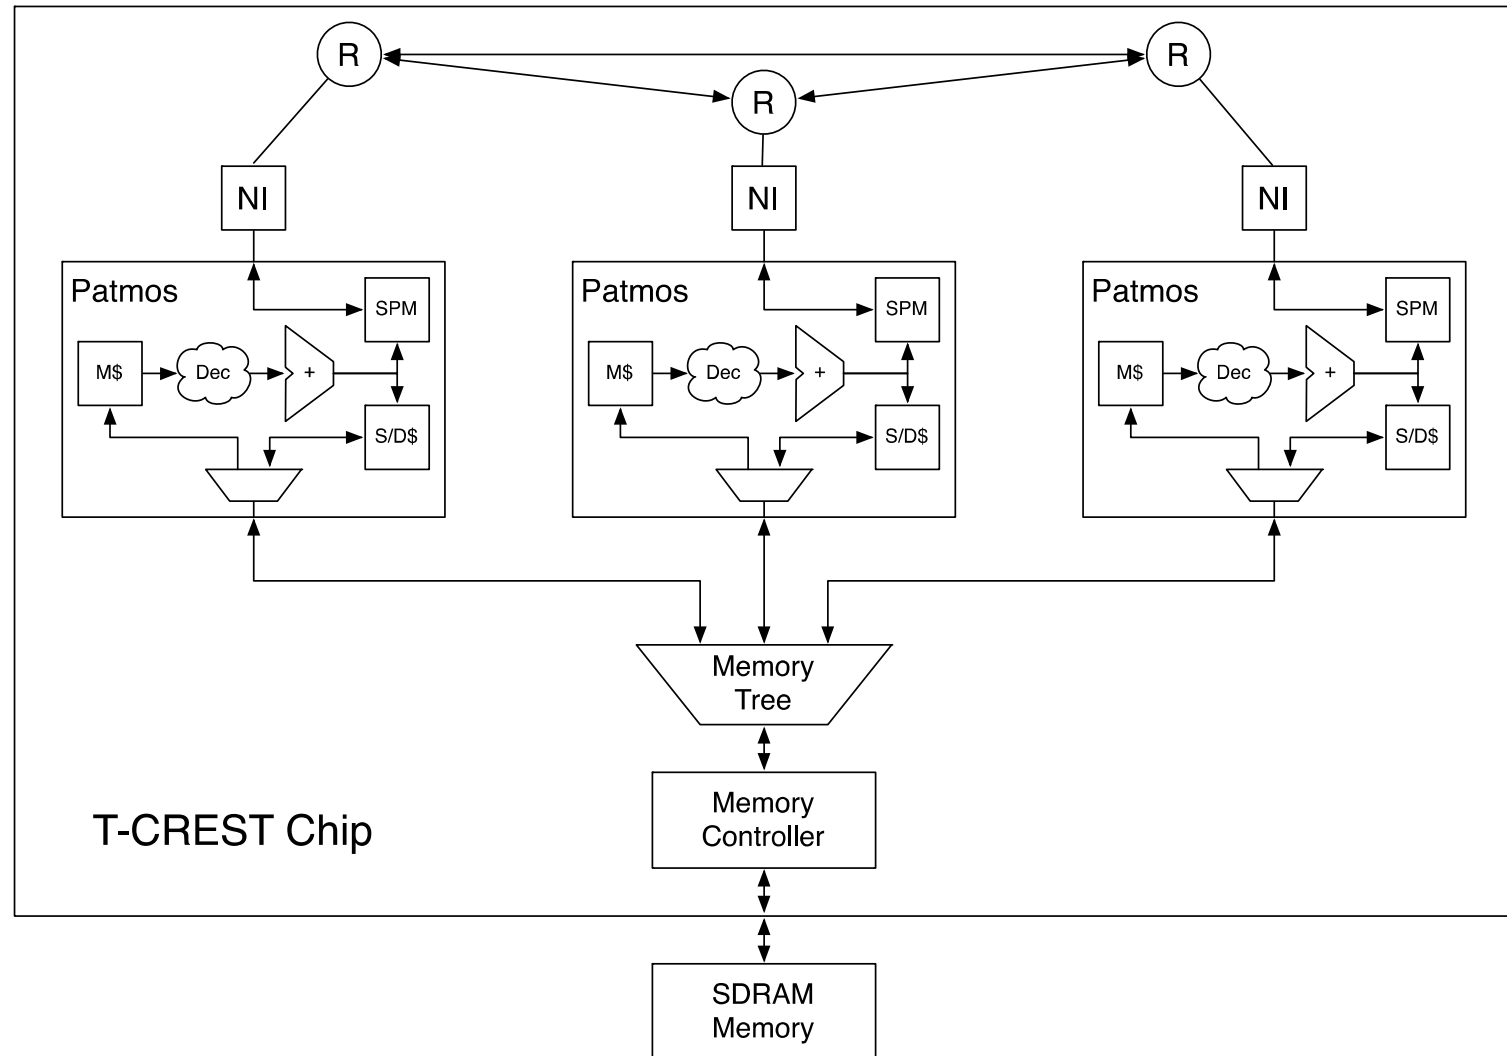 R
R
R
NI
NI
NI
Patmos
SPM
M$
Dec
+
S/D$
Patmos
SPM
M$
Dec
+
S/D$
Patmos
SPM
M$
Dec
+
S/D$
Memory
Tree
Memory
Controller
T-CREST Chip
SDRAM
Memory